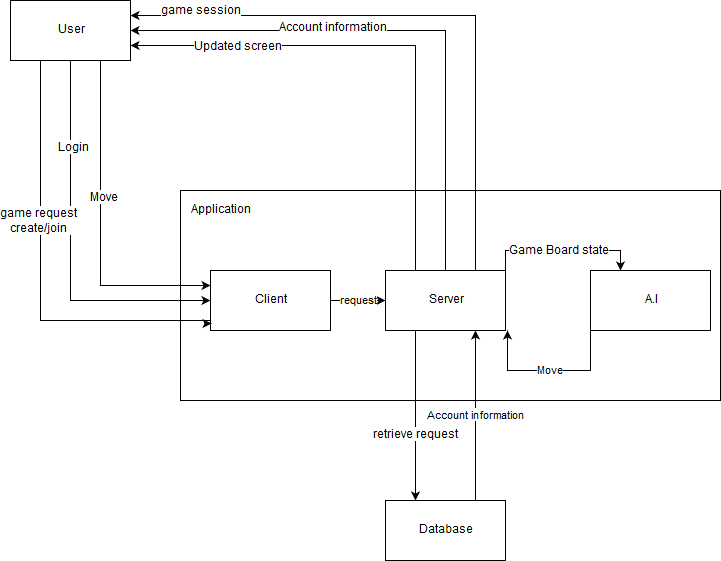 game session
User
Account information
Updated screen
Login
Move
game request
create/join
Application
Game Board state
Client
request
Server
A.I
Move
Account information
retrieve request
Database